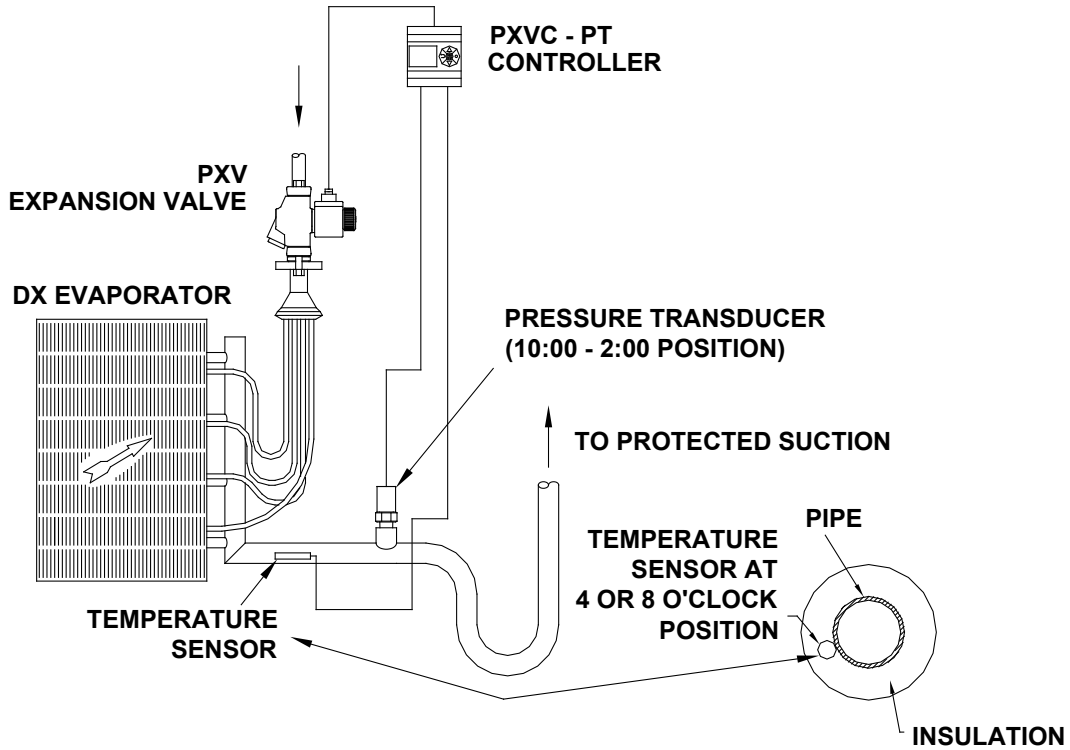 PXVC - PT
CONTROLLER
PXV
EXPANSION VALVE
DX EVAPORATOR
PRESSURE TRANSDUCER
(10:00 - 2:00 POSITION)
TO PROTECTED SUCTION
PIPE
TEMPERATURE
SENSOR AT
4 OR 8 O'CLOCK
POSITION
TEMPERATURE
SENSOR
INSULATION